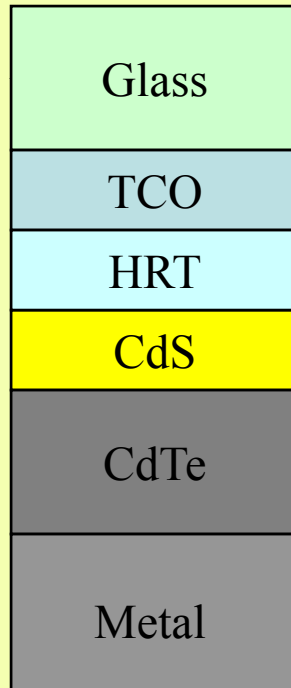 Glass
TCO
HRT
CdS
CdTe
Metal